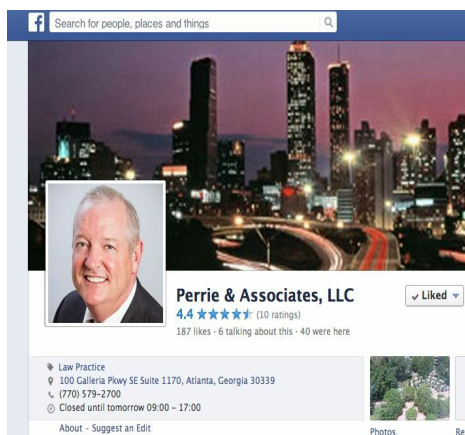 f Search for people, places and things
Perrie & Associates, LLC
Liked
4.4 (10 ratings)
187 likes · 6 talking about this · 40 were here
Law Practice
100 Galleria Pkwy SE Suite 1170, Atlanta, Georgia 30339
(770) 579-2700
Closed until tomorrow 09:00 - 17:00
About - Suggest an Edit
Photos
Re